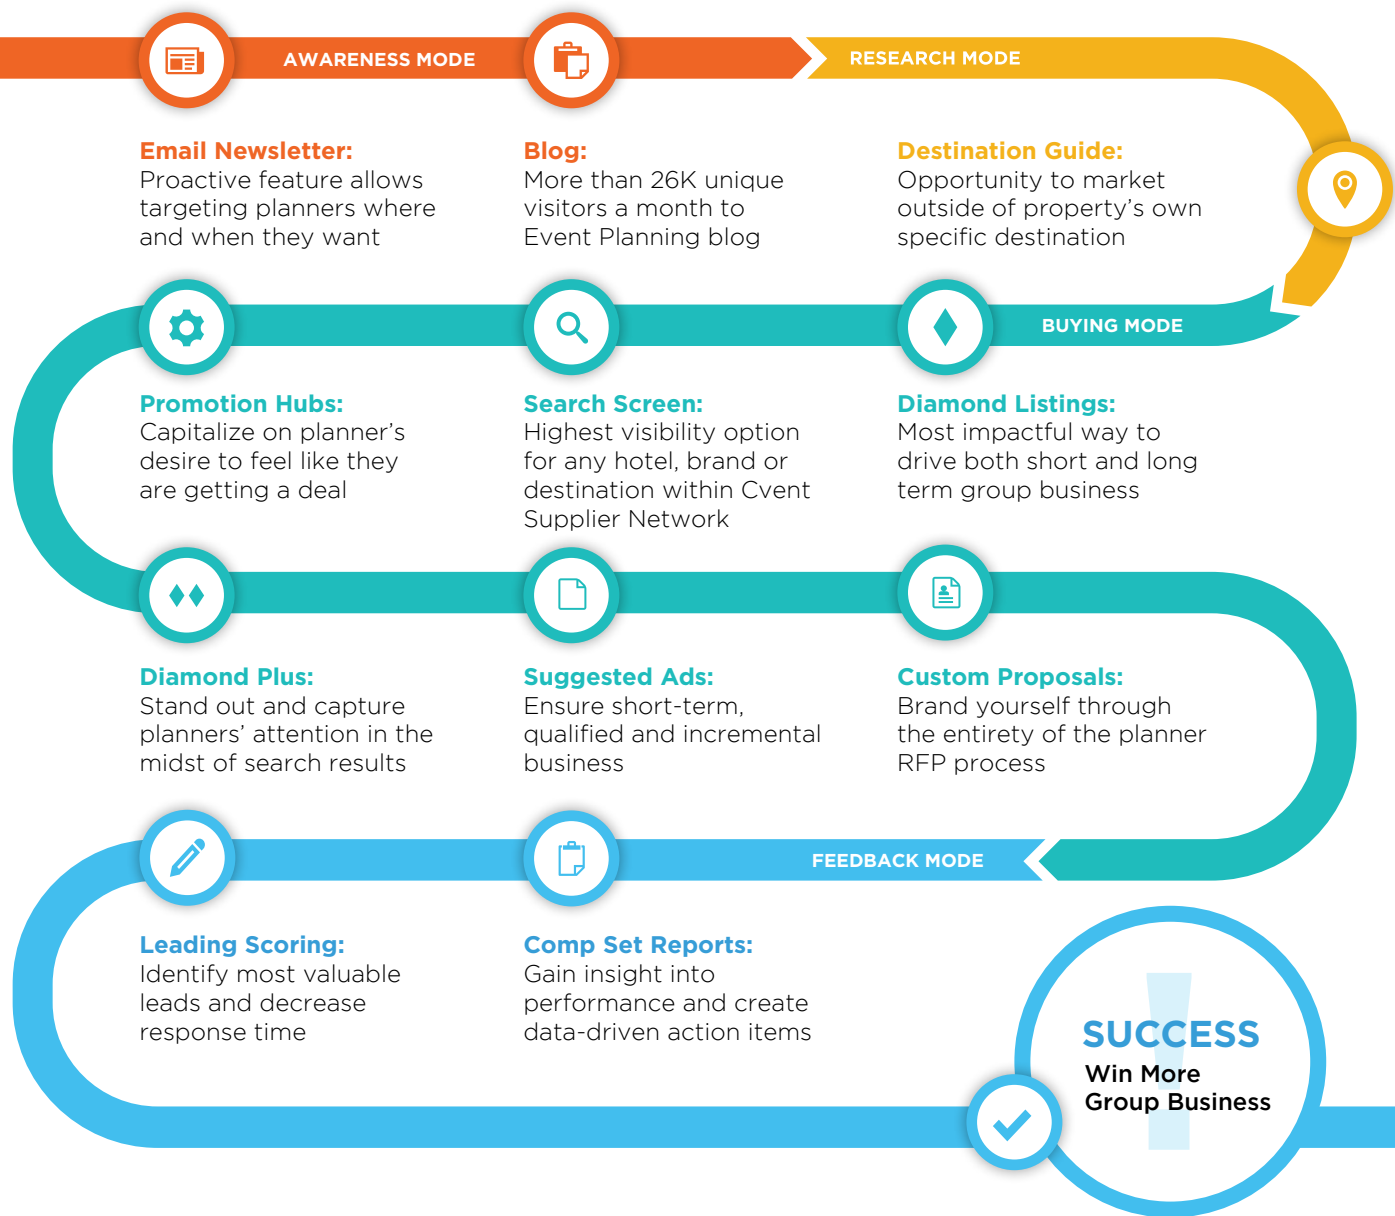 AWARENESS MODE
RESEARCH MODE
Email Newsletter:
Proactive feature allows
targeting planners where
and when they want
Blog:
More than 26K unique
visitors a month to
Event Planning blog
Destination Guide:
Opportunity to market
outside of property’s own
specific destination
BUYING MODE
Promotion Hubs:
Capitalize on planner’s
desire to feel like they
are getting a deal
Search Screen:
Highest visibility option
for any hotel, brand or
destination within Cvent
Supplier Network
Diamond Listings:
Most impactful way to
drive both short and long
term group business
Diamond Plus:
Stand out and capture
planners’ attention in the
midst of search results
Suggested Ads:
Ensure short-term,
qualified and incremental
business
Custom Proposals:
Brand yourself through
the entirety of the planner
RFP process
FEEDBACK MODE
Leading Scoring:
Identify most valuable
leads and decrease
response time
Comp Set Reports:
Gain insight into
performance and create
data-driven action items
!
SUCCESS
Win More
Group Business